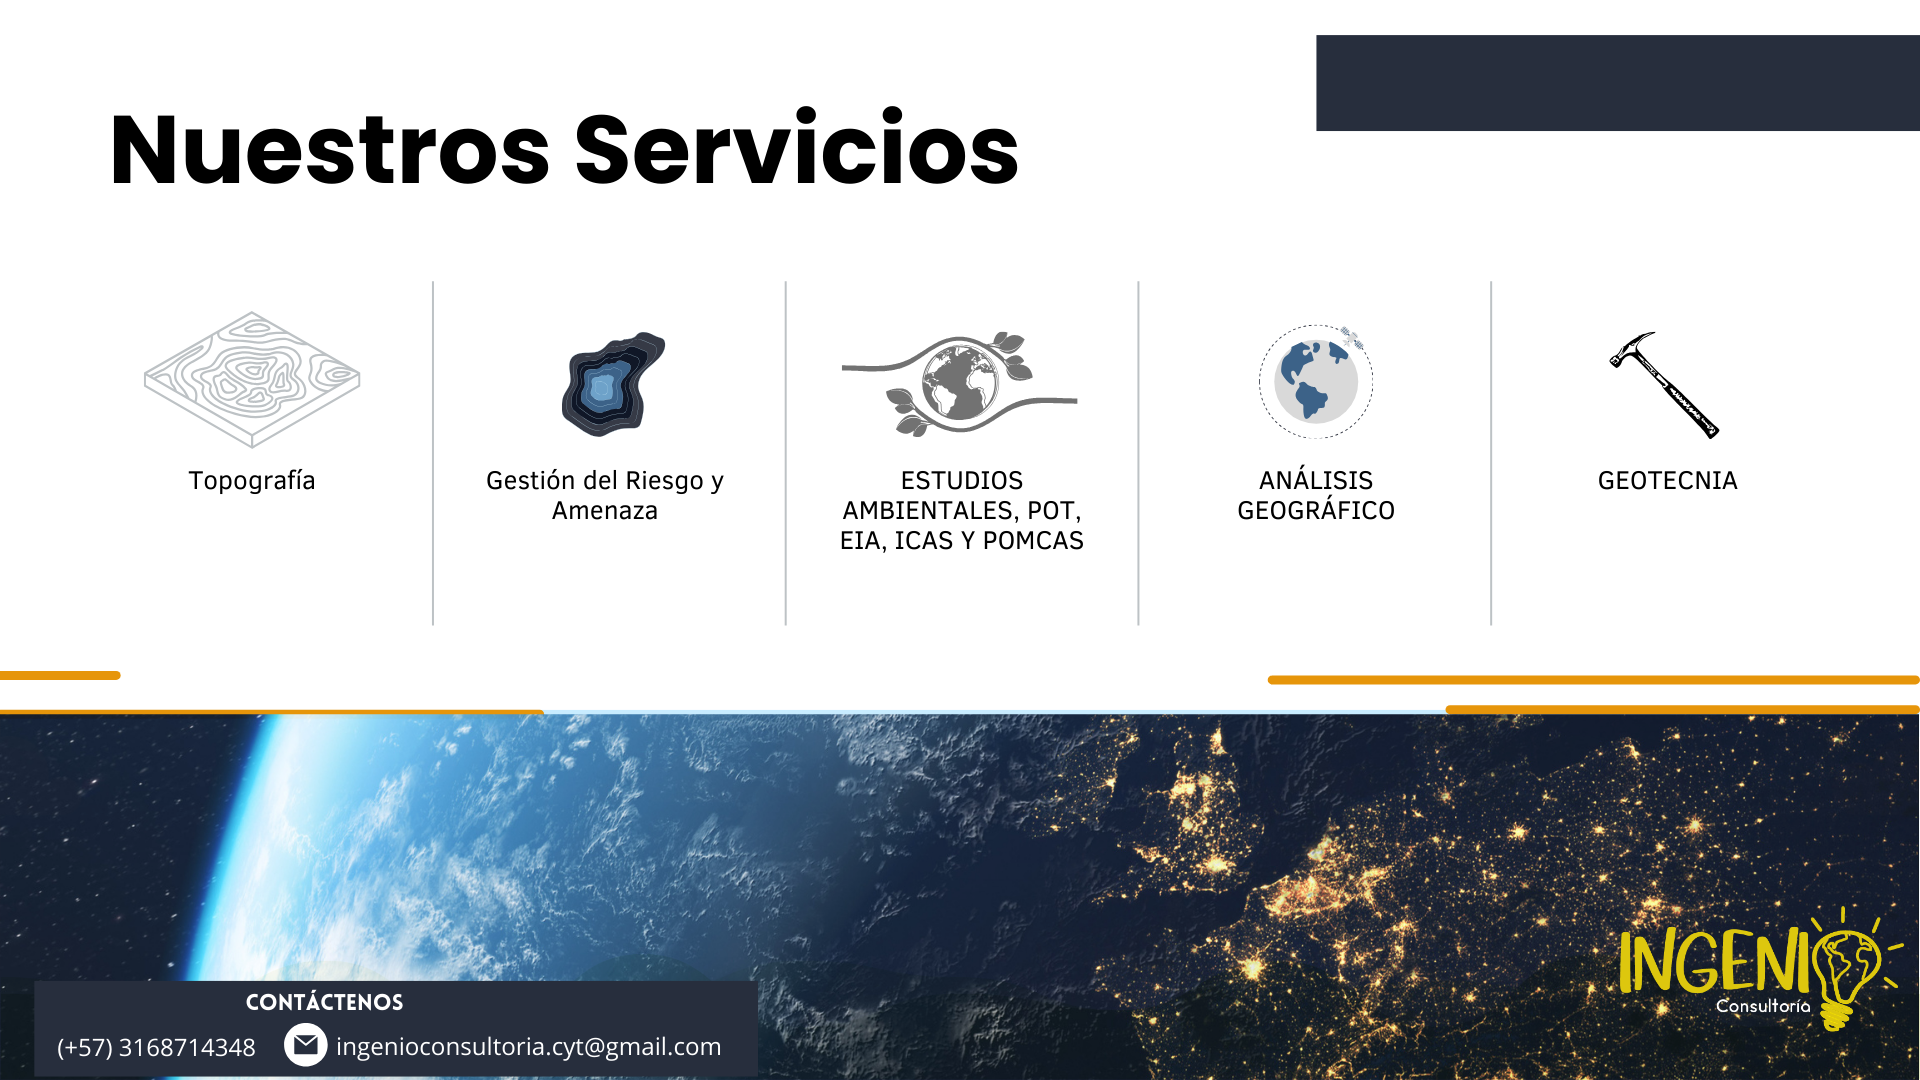 Nuestros Servicios
Topografía
Gestión del Riesgo y
Amenaza
ESTUDIOS
AMBIENTALES, POT,
EIA, ICAS Y POMCAS
ANÁLISIS
GEOGRÁFICO
GEOTECNIA
CONTÁCTENOS
(+57) 3168714348
ingenioconsultoria.cyt@gmail.com
INGENIO
Consultoría